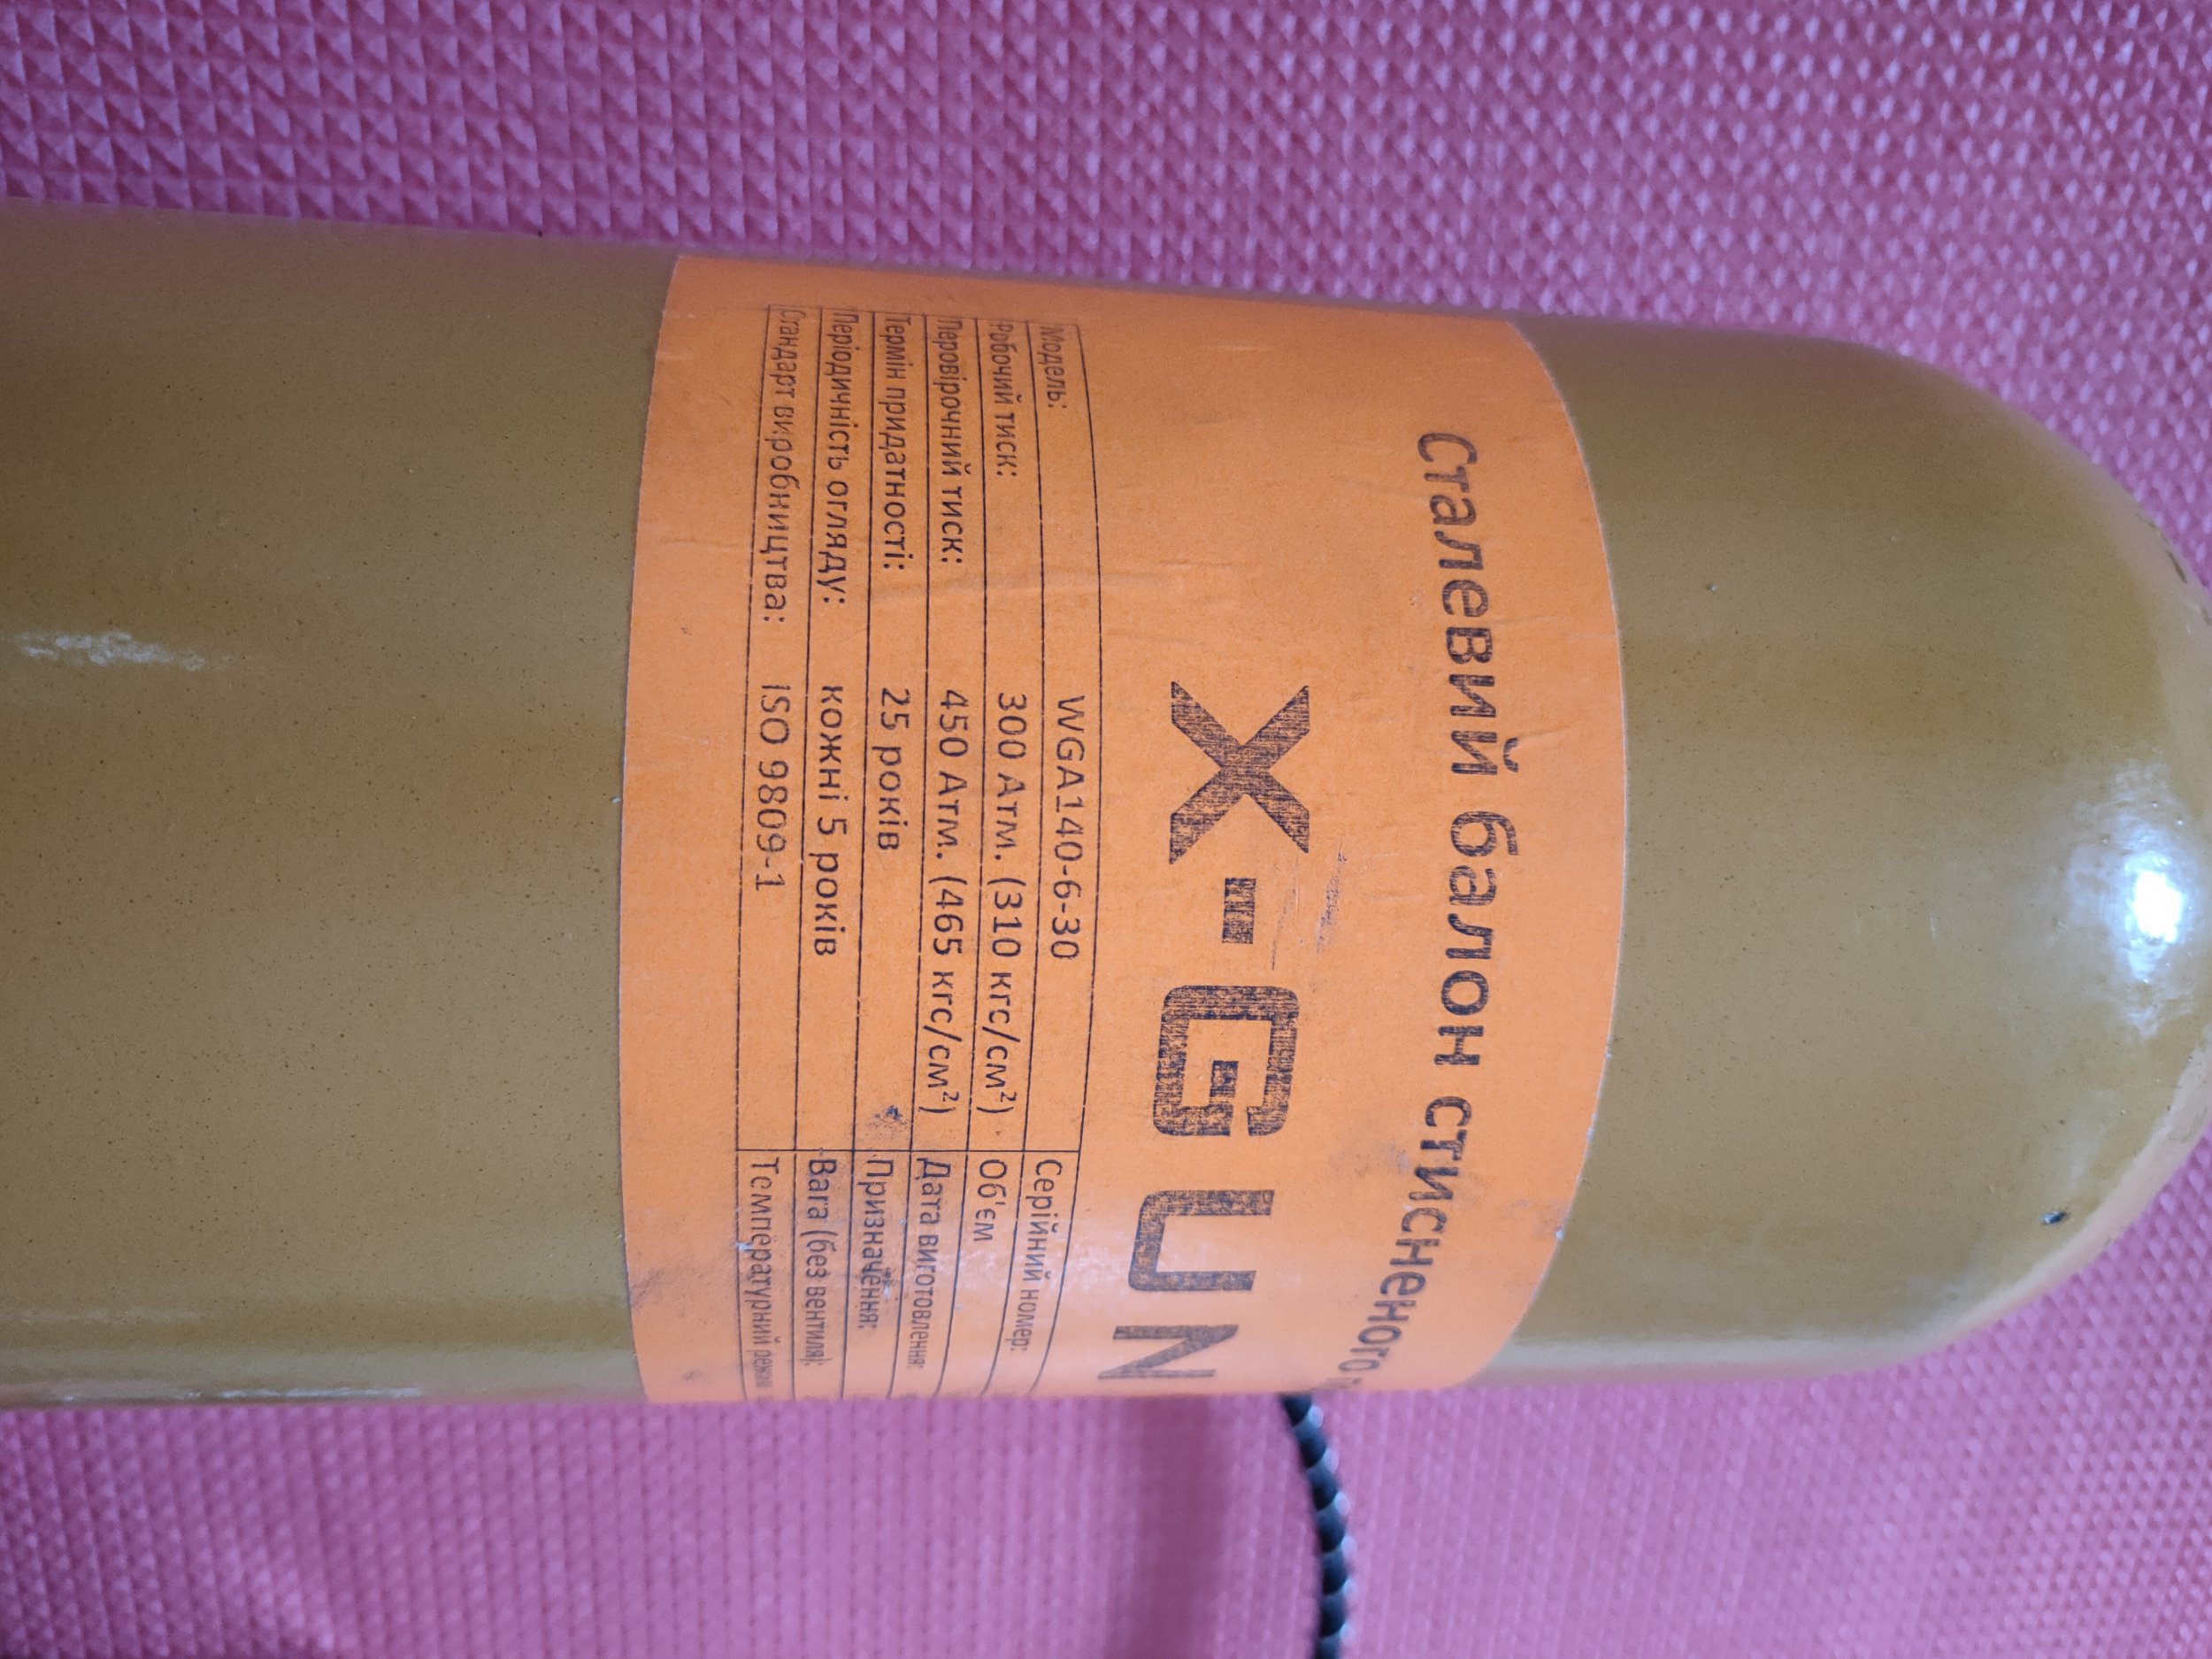 Сталевий балон стисненого
X-GUN
Модель: WGA140-6-30 Серійний номер:
Робочий тиск: 300 Атм. (310 кгс/см²) Об'єм
Перовірочний тиск: 450 Атм. (465 кгс/см²) Дата виготовлення:
Термін придатності: 25 років Призначення:
Періодичність огляду: кожні 5 років Вага (без вентиля):
Стандарт виробництва: ISO 9809-1 Температурний